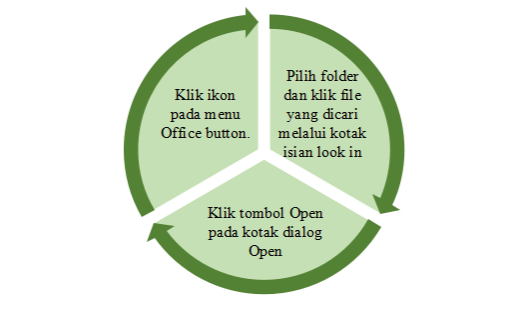 Klik ikon
pada menu
Office button.
Pilih folder
dan klik file
yang dicari
melalui kotak
isian look in
Klik tombol Open
pada kotak dialog
Open